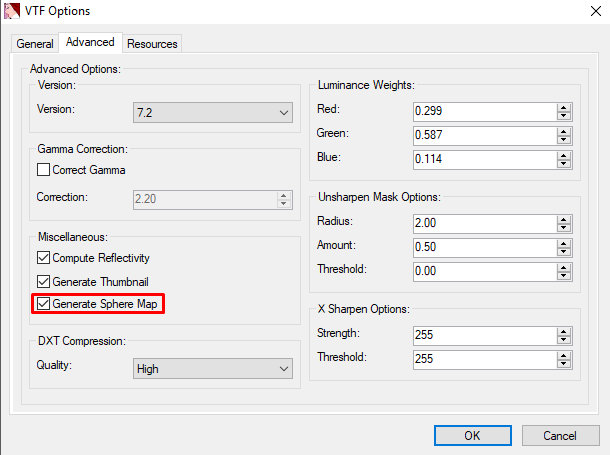 VTF Options
General
Advanced
Resources
Advanced Options:
Version:
Version:
7.2
Gamma Correction:
Correct Gamma
Correction:
2.20
Miscellaneous:
Compute Reflectivity
Generate Thumbnail
Generate Sphere Map
DXT Compression:
Quality:
High
Luminance Weights:
Red:
0.299
Green:
0.587
Blue:
0.114
Unsharpen Mask Options:
Radius:
2.00
Amount:
0.50
Threshold:
0.00
X Sharpen Options:
Strength:
255
Threshold:
255
OK
Cancel